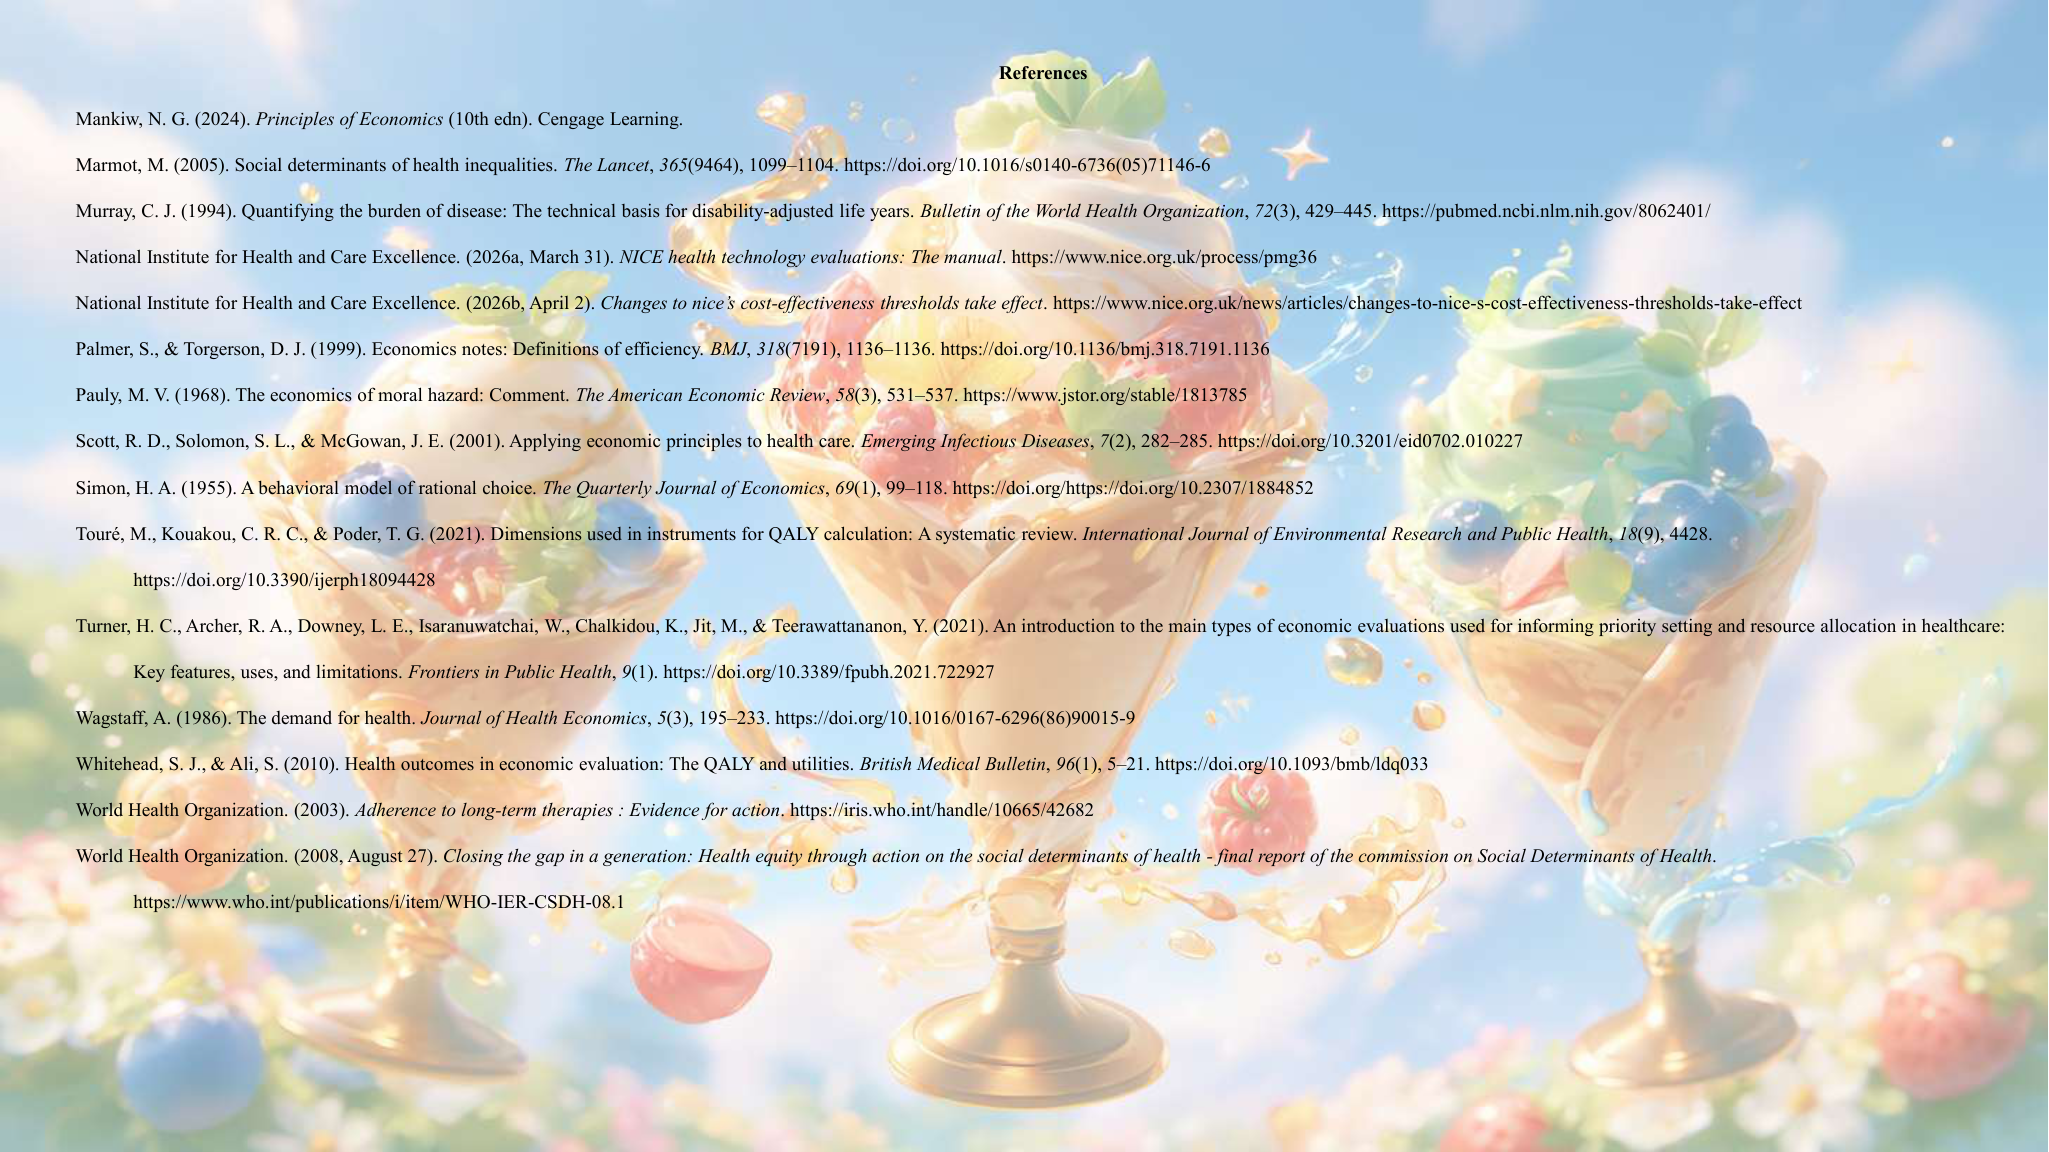 References
Mankiw, N. G. (2024). Principles of Economics (10th edn). Cengage Learning.
Marmot, M. (2005). Social determinants of health inequalities. The Lancet, 365(9464), 1099–1104. https://doi.org/10.1016/s0140-6736(05)71146-6
Murray, C. J. (1994). Quantifying the burden of disease: The technical basis for disability-adjusted life years. Bulletin of the World Health Organization, 72(3), 429–445. https://pubmed.ncbi.nlm.nih.gov/8062401/
National Institute for Health and Care Excellence. (2026a, March 31). NICE health technology evaluations: The manual. https://www.nice.org.uk/process/pmg36
National Institute for Health and Care Excellence. (2026b, April 2). Changes to nice’s cost-effectiveness thresholds take effect. https://www.nice.org.uk/news/articles/changes-to-nice-s-cost-effectiveness-thresholds-take-effect
Palmer, S., & Torgerson, D. J. (1999). Economics notes: Definitions of efficiency. BMJ, 318(7191), 1136–1136. https://doi.org/10.1136/bmj.318.7191.1136
Pauly, M. V. (1968). The economics of moral hazard: Comment. The American Economic Review, 58(3), 531–537. https://www.jstor.org/stable/1813785
Scott, R. D., Solomon, S. L., & McGowan, J. E. (2001). Applying economic principles to health care. Emerging Infectious Diseases, 7(2), 282–285. https://doi.org/10.3201/eid0702.010227
Simon, H. A. (1955). A behavioral model of rational choice. The Quarterly Journal of Economics, 69(1), 99–118. https://doi.org/https://doi.org/10.2307/1884852
Touré, M., Kouakou, C. R. C., & Poder, T. G. (2021). Dimensions used in instruments for QALY calculation: A systematic review. International Journal of Environmental Research and Public Health, 18(9), 4428.
https://doi.org/10.3390/ijerph18094428
Turner, H. C., Archer, R. A., Downey, L. E., Isaranuwatchai, W., Chalkidou, K., Jit, M., & Teerawattananon, Y. (2021). An introduction to the main types of economic evaluations used for informing priority setting and resource allocation in healthcare:
Key features, uses, and limitations. Frontiers in Public Health, 9(1). https://doi.org/10.3389/fpubh.2021.722927
Wagstaff, A. (1986). The demand for health. Journal of Health Economics, 5(3), 195–233. https://doi.org/10.1016/0167-6296(86)90015-9
Whitehead, S. J., & Ali, S. (2010). Health outcomes in economic evaluation: The QALY and utilities. British Medical Bulletin, 96(1), 5–21. https://doi.org/10.1093/bmb/ldq033
World Health Organization. (2003). Adherence to long-term therapies : Evidence for action. https://iris.who.int/handle/10665/42682
World Health Organization. (2008, August 27). Closing the gap in a generation: Health equity through action on the social determinants of health - final report of the commission on Social Determinants of Health.
https://www.who.int/publications/i/item/WHO-IER-CSDH-08.1